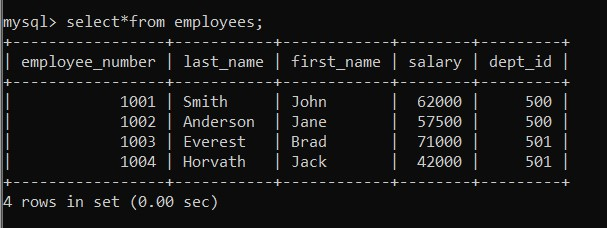 mysql> select*from employees;
+-----------------+-----------+------------+--------+---------+
| employee_number | last_name | first_name | salary | dept_id |
+-----------------+-----------+------------+--------+---------+
|            1001 | Smith     | John       |  62000 |     500 |
|            1002 | Anderson  | Jane       |  57500 |     500 |
|            1003 | Everest   | Brad       |  71000 |     501 |
|            1004 | Horvath   | Jack       |  42000 |     501 |
+-----------------+-----------+------------+--------+---------+
4 rows in set (0.00 sec)